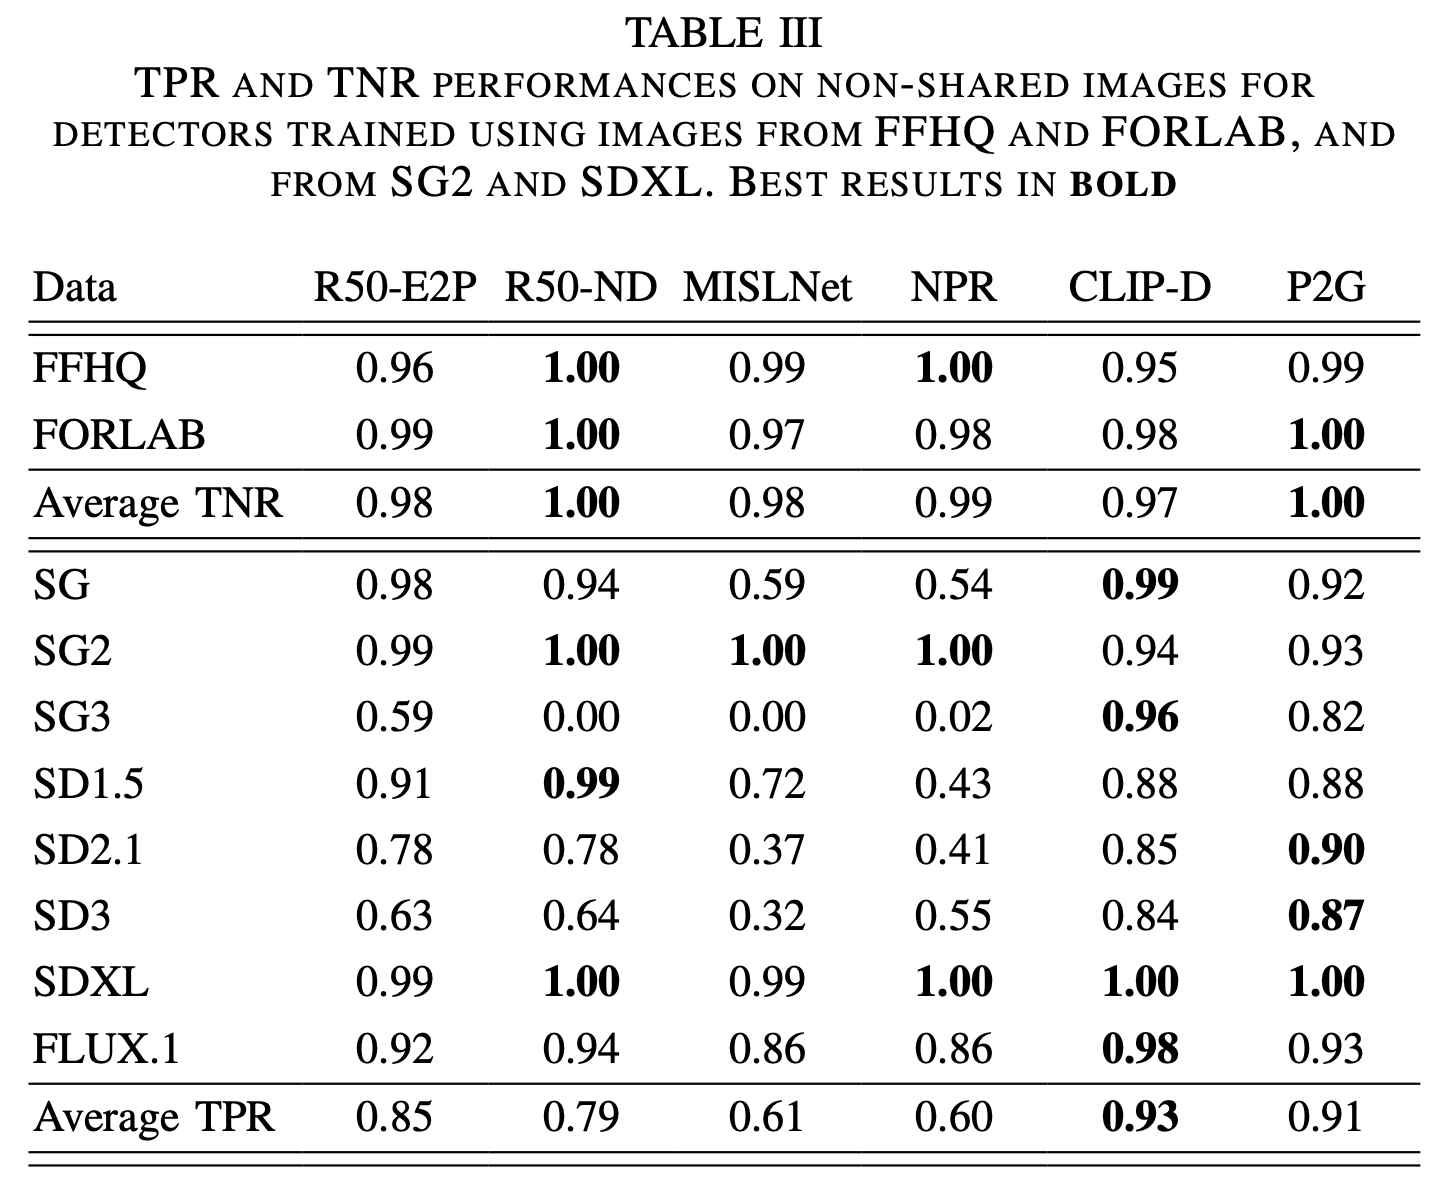 TABLE III
TPR AND TNR PERFORMANCES ON NON-SHARED IMAGES FOR
DETECTORS TRAINED USING IMAGES FROM FFHQ AND FORLAB, AND
FROM SG2 AND SDXL. BEST RESULTS IN BOLD
Data R50-E2P R50-ND MISLNet NPR CLIP-D P2G
FFHQ 0.96 1.00 0.99 1.00 0.95 0.99
FORLAB 0.99 1.00 0.97 0.98 0.98 1.00
Average TNR 0.98 1.00 0.98 0.99 0.97 1.00
SG 0.98 0.94 0.59 0.54 0.99 0.92
SG2 0.99 1.00 1.00 1.00 0.94 0.93
SG3 0.59 0.00 0.00 0.02 0.96 0.82
SD1.5 0.91 0.99 0.72 0.43 0.88 0.88
SD2.1 0.78 0.78 0.37 0.41 0.85 0.90
SD3 0.63 0.64 0.32 0.55 0.84 0.87
SDXL 0.99 1.00 0.99 1.00 1.00 1.00
FLUX.1 0.92 0.94 0.86 0.86 0.98 0.93
Average TPR 0.85 0.79 0.61 0.60 0.93 0.91